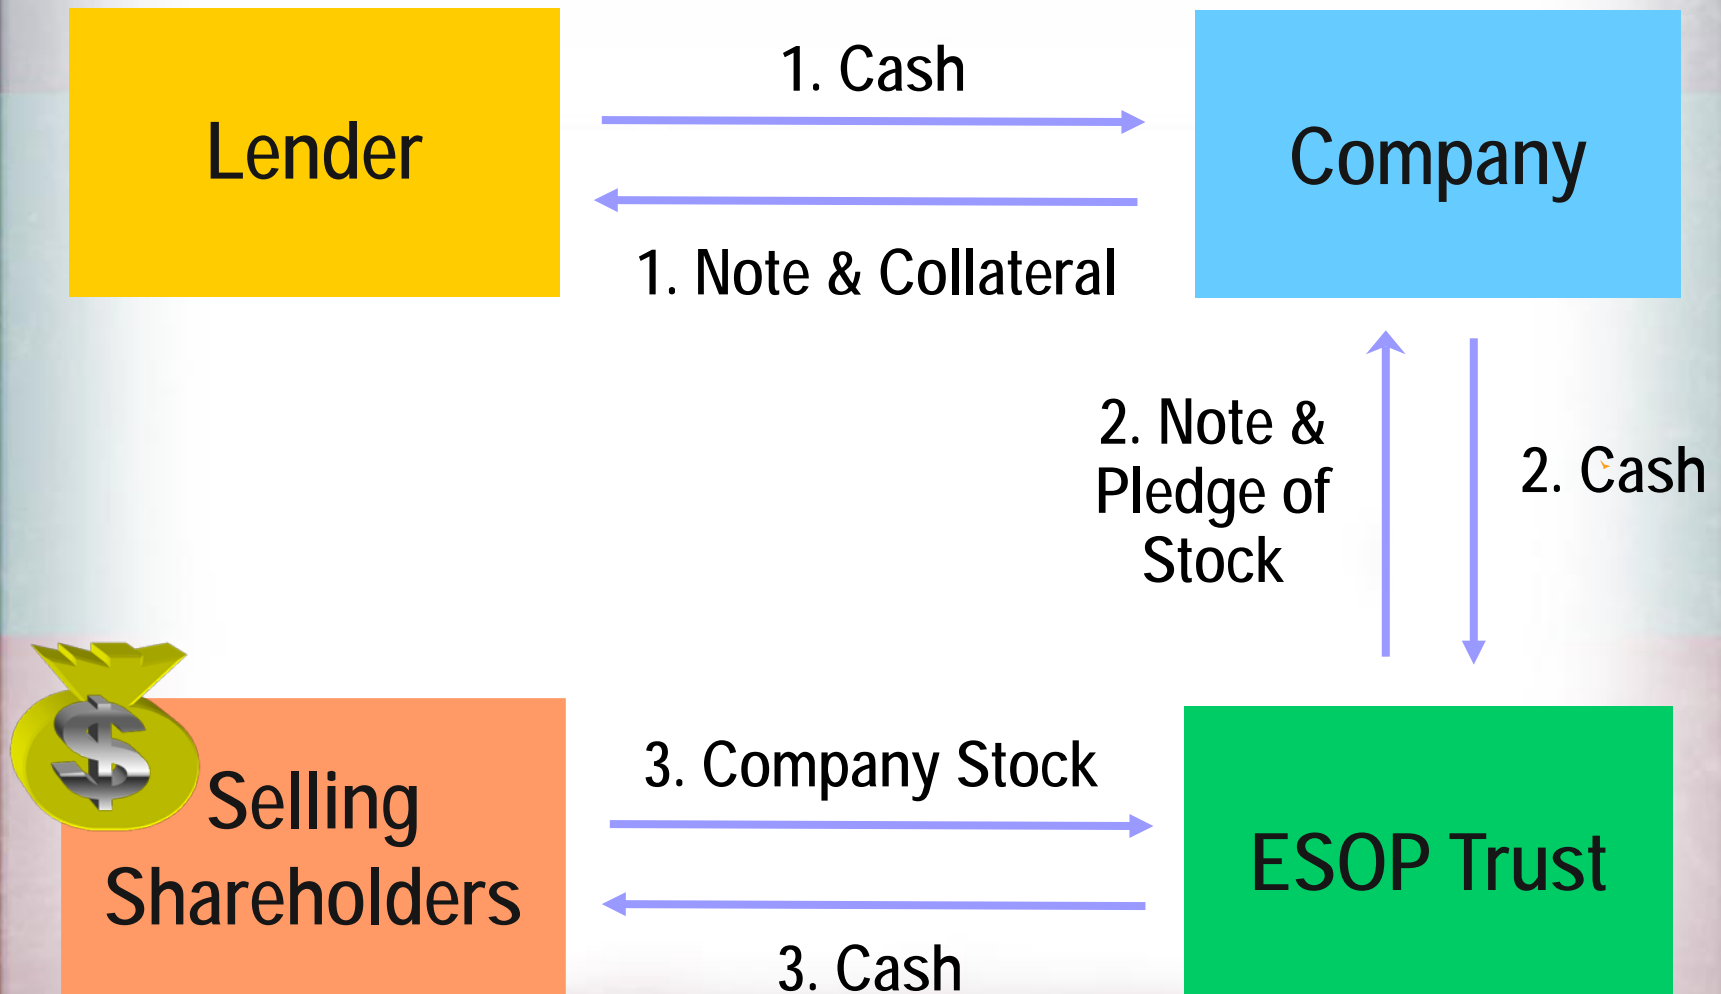 1. Cash
Lender
Company
1. Note & Collateral
2. Note &
Pledge of
Stock
2. Cash
$
3. Company Stock
Selling
Shareholders
ESOP Trust
3. Cash